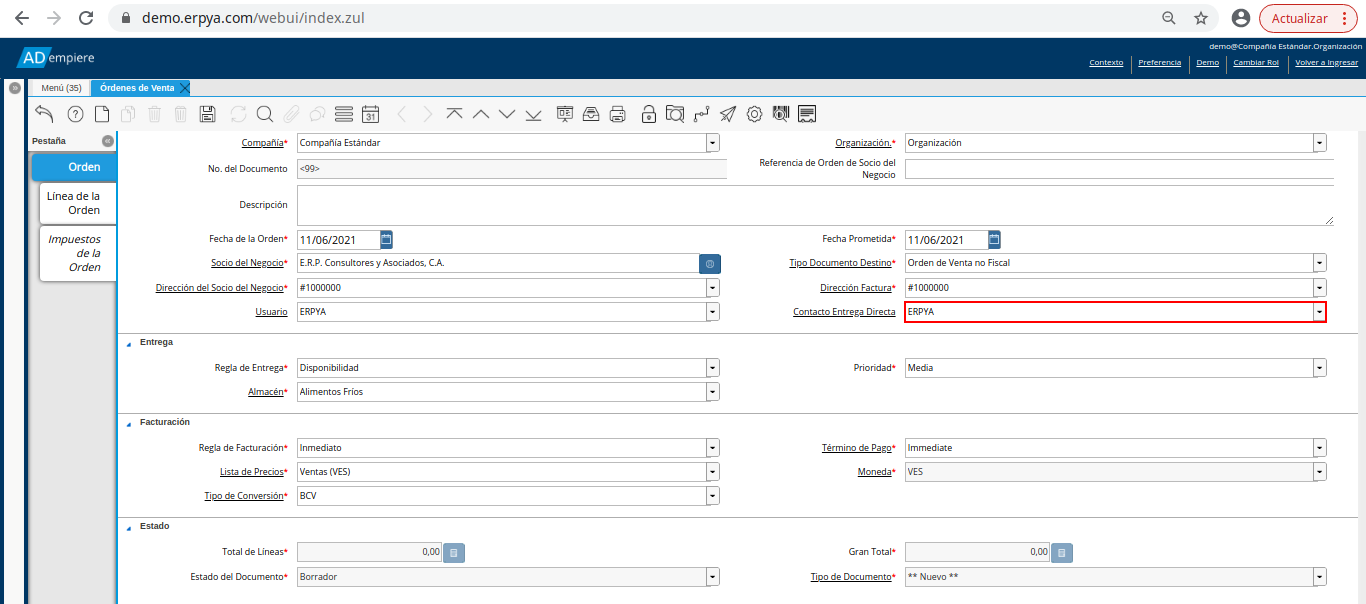 demo.erpya.com/webui/index.zul
Actualizar
ADempiere
demo@Compañía Estándar.Organización
Contexto Preferencia Demo Cambiar Rol Volver a Ingresar
Menú (35) Órdenes de Venta
31
Pestaña
Orden
Línea de la
Orden
Impuestos
de la
Orden
Compañía* Compañía Estándar Organización.* Organización
No. del Documento <99> Referencia de Orden de Socio del
Negocio
Descripción
Fecha de la Orden* 11/06/2021 Fecha Prometida* 11/06/2021
Socio del Negocio* E.R.P. Consultores y Asociados, C.A. Tipo Documento Destino* Orden de Venta no Fiscal
Dirección del Socio del Negocio* #1000000 Dirección Factura* #1000000
Usuario ERPYA Contacto Entrega Directa ERPYA
Entrega
Regla de Entrega* Disponibilidad Prioridad* Media
Almacén* Alimentos Fríos
Facturación
Regla de Facturación* Inmediato Término de Pago* Immediate
Lista de Precios* Ventas (VES) Moneda* VES
Tipo de Conversión* BCV
Estado
Total de Líneas* 0,00 Gran Total* 0,00
Estado del Documento* Borrador Tipo de Documento* ** Nuevo **